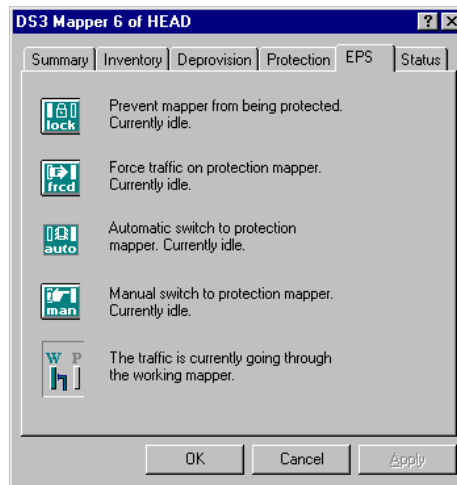 DS3 Mapper 6 of HEAD
Summary Inventory Deprovision Protection EPS Status
lock
Prevent mapper from being protected.
Currently idle.
frcd
Force traffic on protection mapper.
Currently idle.
auto
Automatic switch to protection
mapper. Currently idle.
man
Manual switch to protection mapper.
Currently idle.
W P
The traffic is currently going through
the working mapper.
OK Cancel Apply